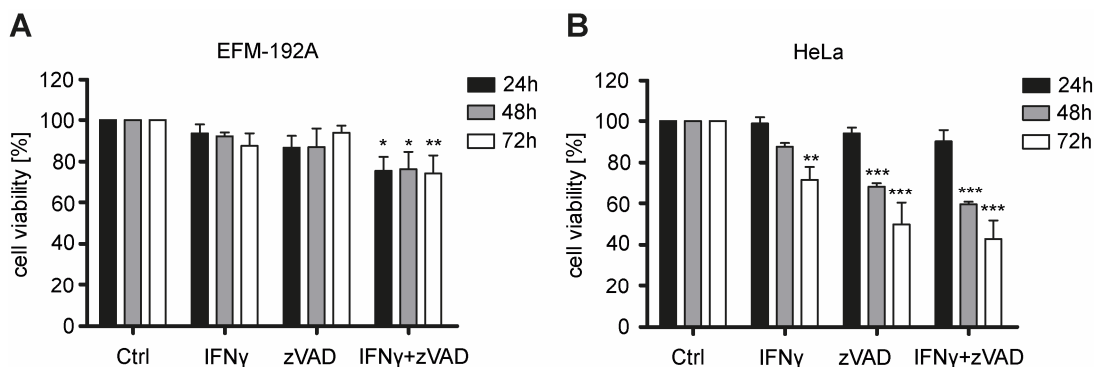 A
EFM-192A
cell viability [%]
120
100
80
60
40
20
0
24h
48h
72h
* * **
Ctrl IFNγ zVAD IFNγ+zVAD
B
HeLa
cell viability [%]
120
100
80
60
40
20
0
24h
48h
72h
**
***
***
***
***
Ctrl IFNγ zVAD IFNγ+zVAD